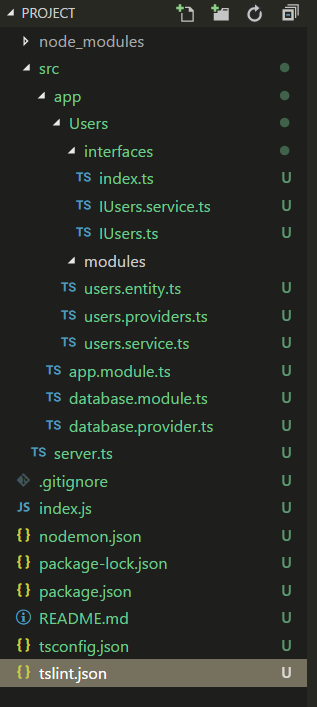 PROJECT
node_modules
src
app
Users
interfaces
TS index.ts U
TS IUsers.service.ts U
TS IUsers.ts U
modules
TS users.entity.ts U
TS users.providers.ts U
TS users.service.ts U
TS app.module.ts U
TS database.module.ts U
TS database.provider.ts U
TS server.ts U
.gitignore U
JS index.js U
{} nodemon.json U
{} package-lock.json U
{} package.json U
README.md U
{} tsconfig.json U
{} tslint.json U